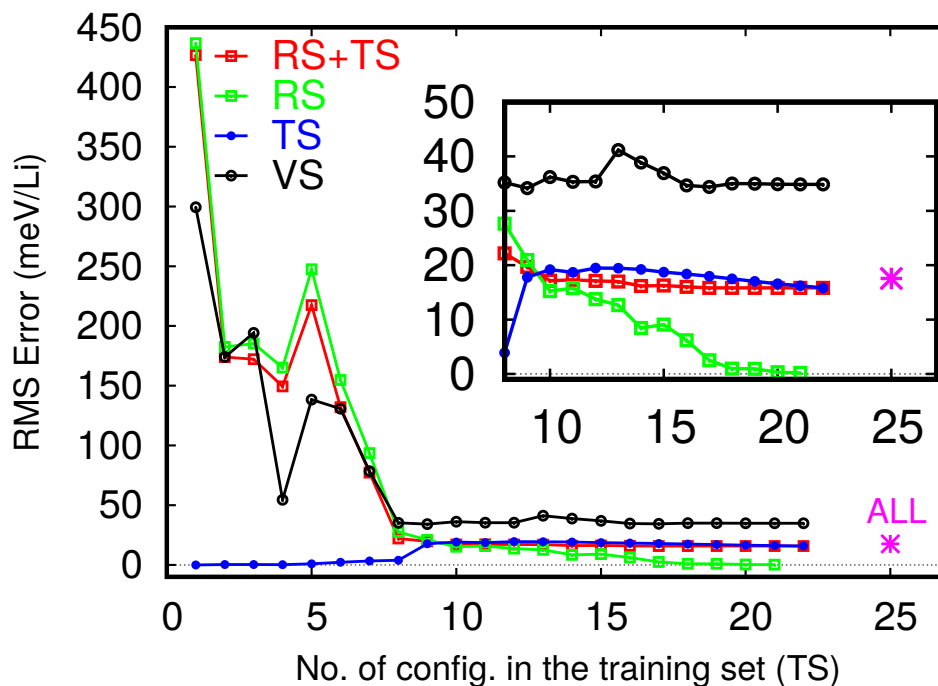 450
400
350
300
250
200
150
100
50
0
RMS Error (meV/Li)
RS+TS
RS
TS
VS
50
40
30
20
10
0
10 15 20 25
ALL
0 5 10 15 20 25
No. of config. in the training set (TS)